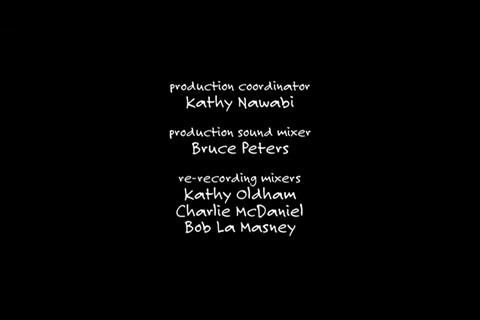 production coordinator
Kathy Nawabi
production sound mixer
Bruce Peters
re-recording mixers
Kathy Oldham
Charlie McDaniel
Bob La Masney